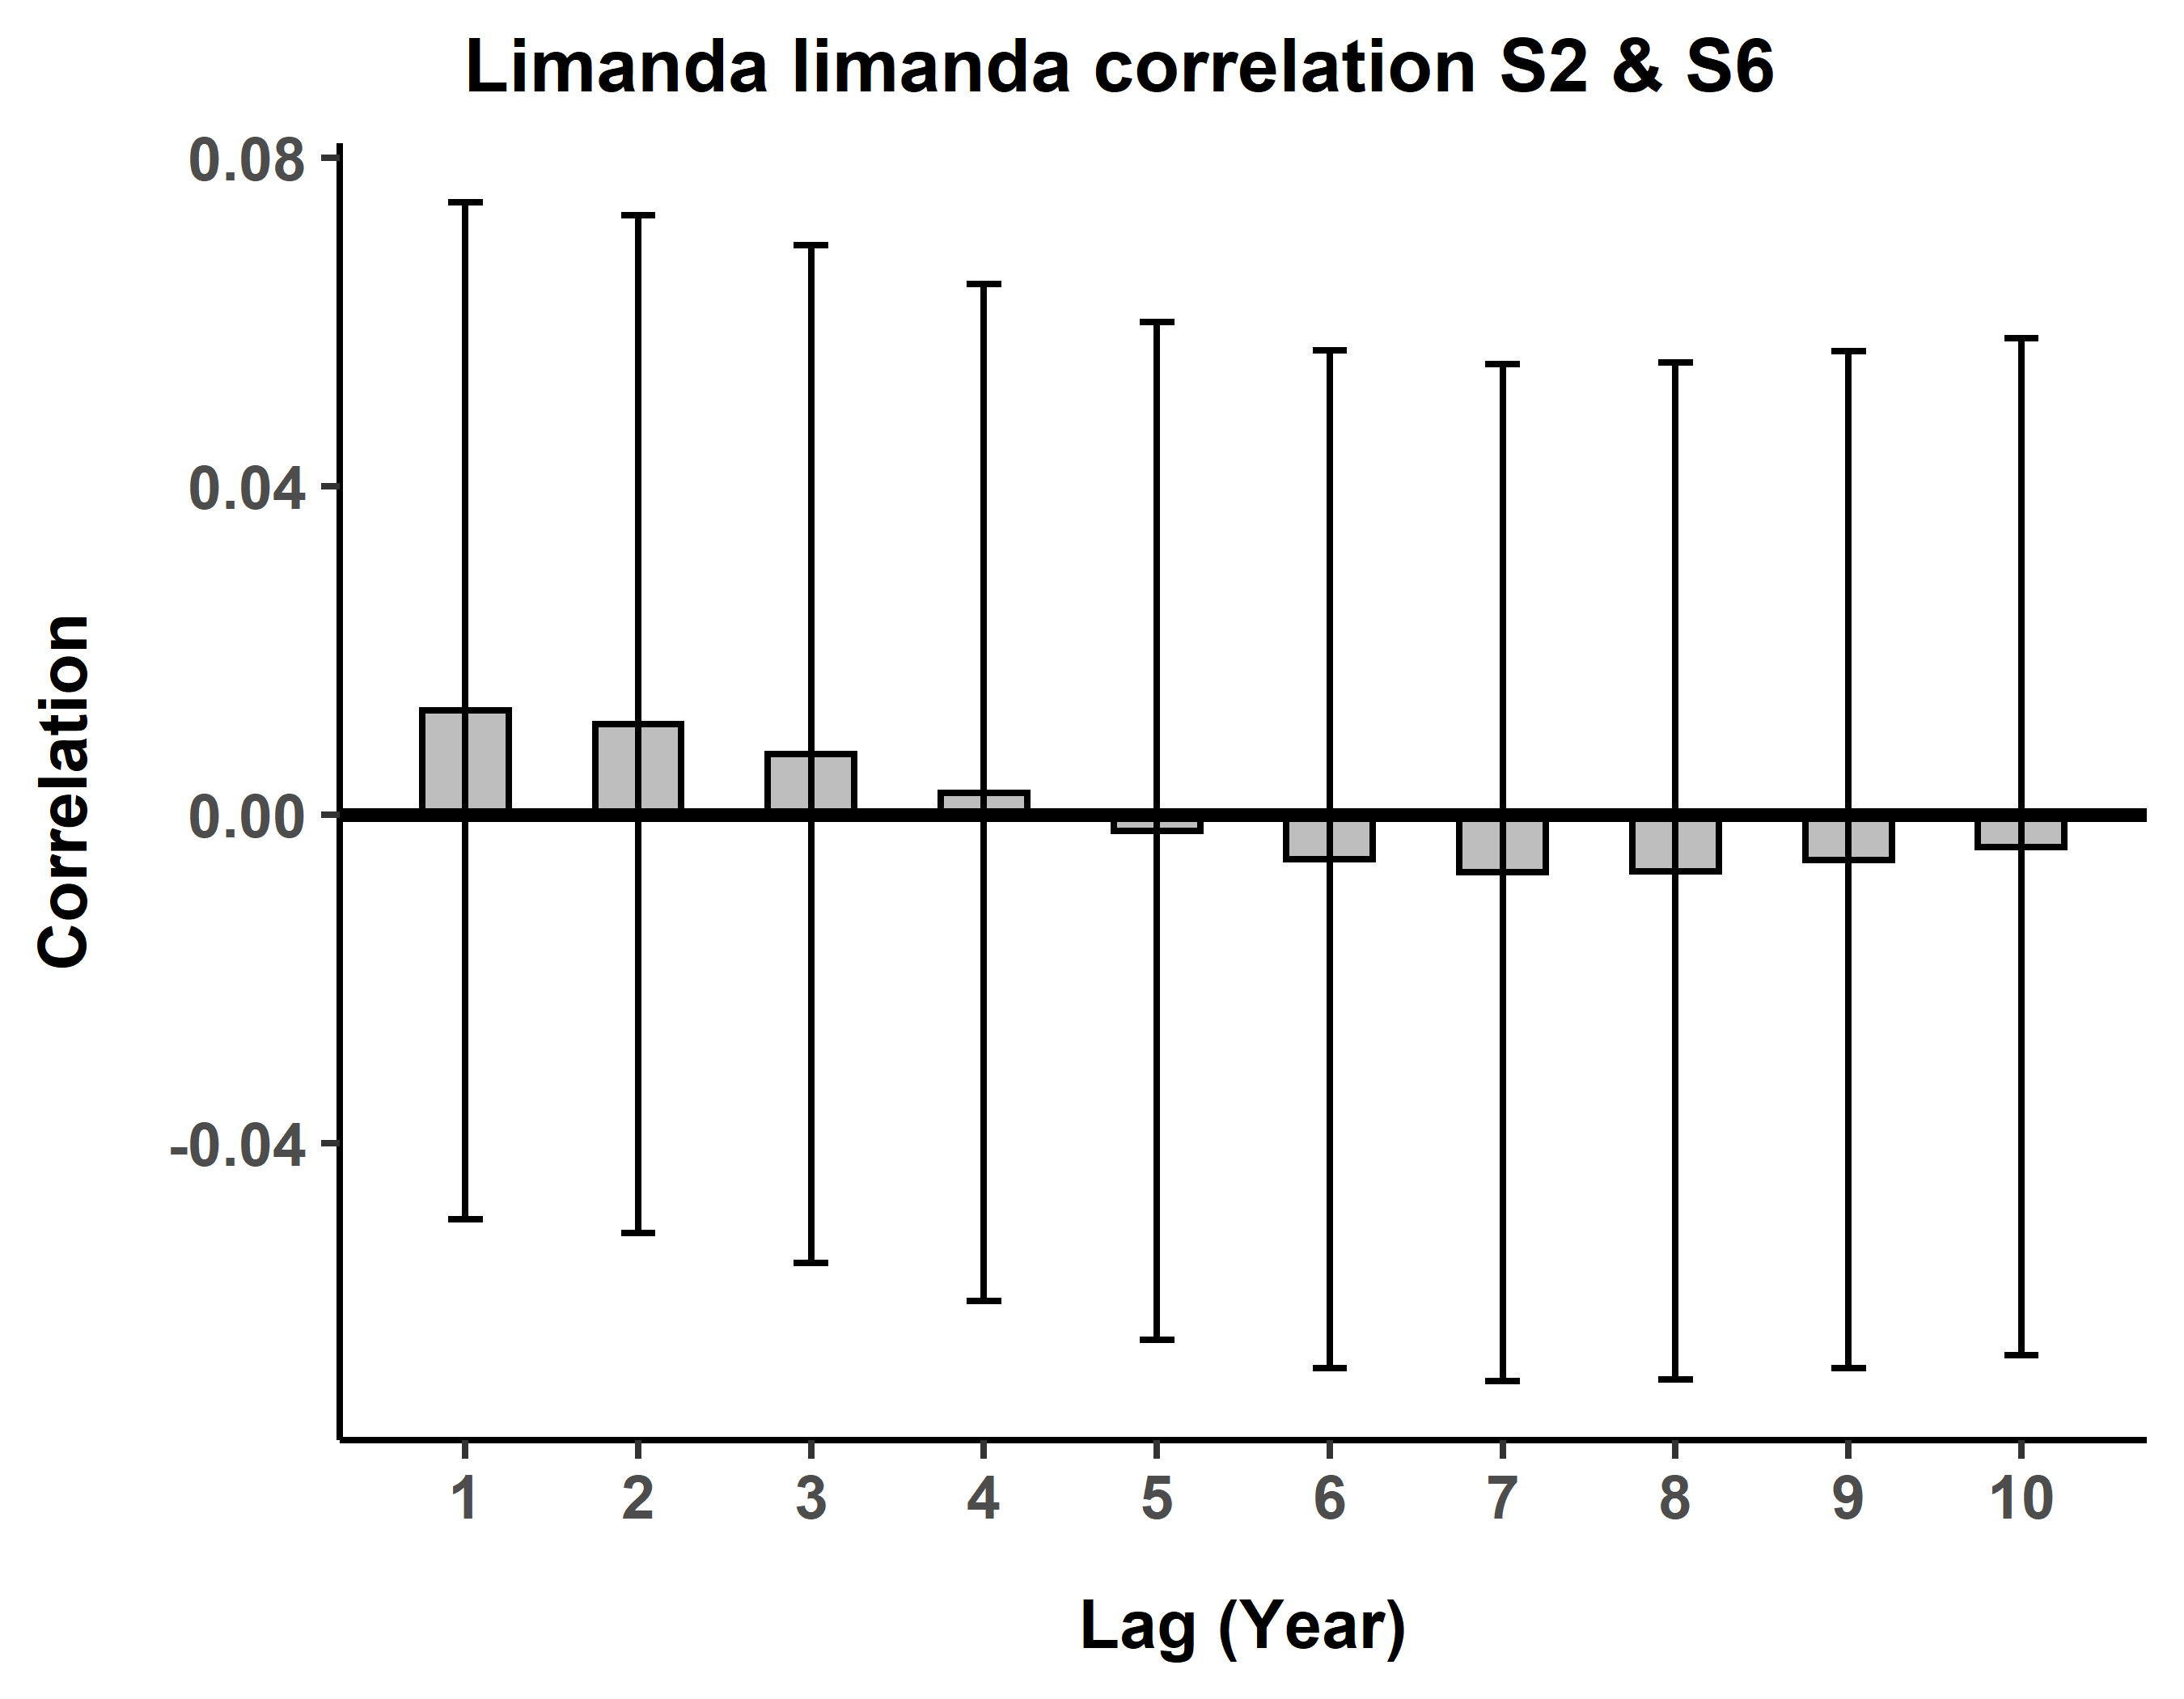 Limanda limanda correlation S2 & S6
0.08
0.04
0.00
-0.04
Correlation
1 2 3 4 5 6 7 8 9 10
Lag (Year)